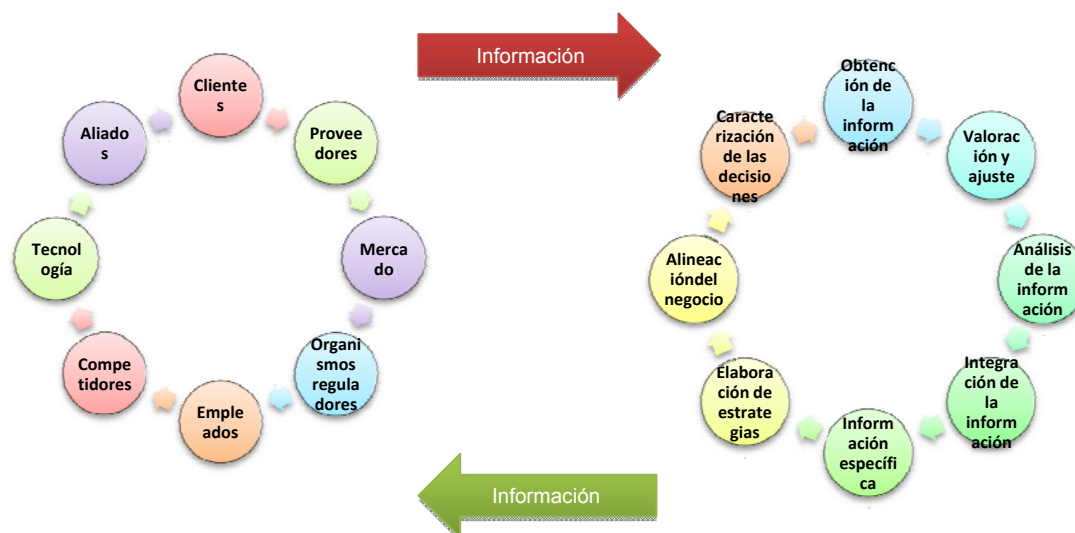 Información
Cliente
s
Provee
dores
Merca
do
Organi
smos regula
dores
Emple
ados
Compe
tidores
Tecnol
ogía
Aliado
s
Obtenc
ión de
la
inform
ación
Valorac
ión y
ajuste
Análisis
de la
inform
ación
Integra
ción de
la
inform
ación
Inform
ación
específi
ca
Elabora
ción de
estrate
gias
Alineac
ióndel
negocio
Caracte
rización
de las
decisio
nes
Información